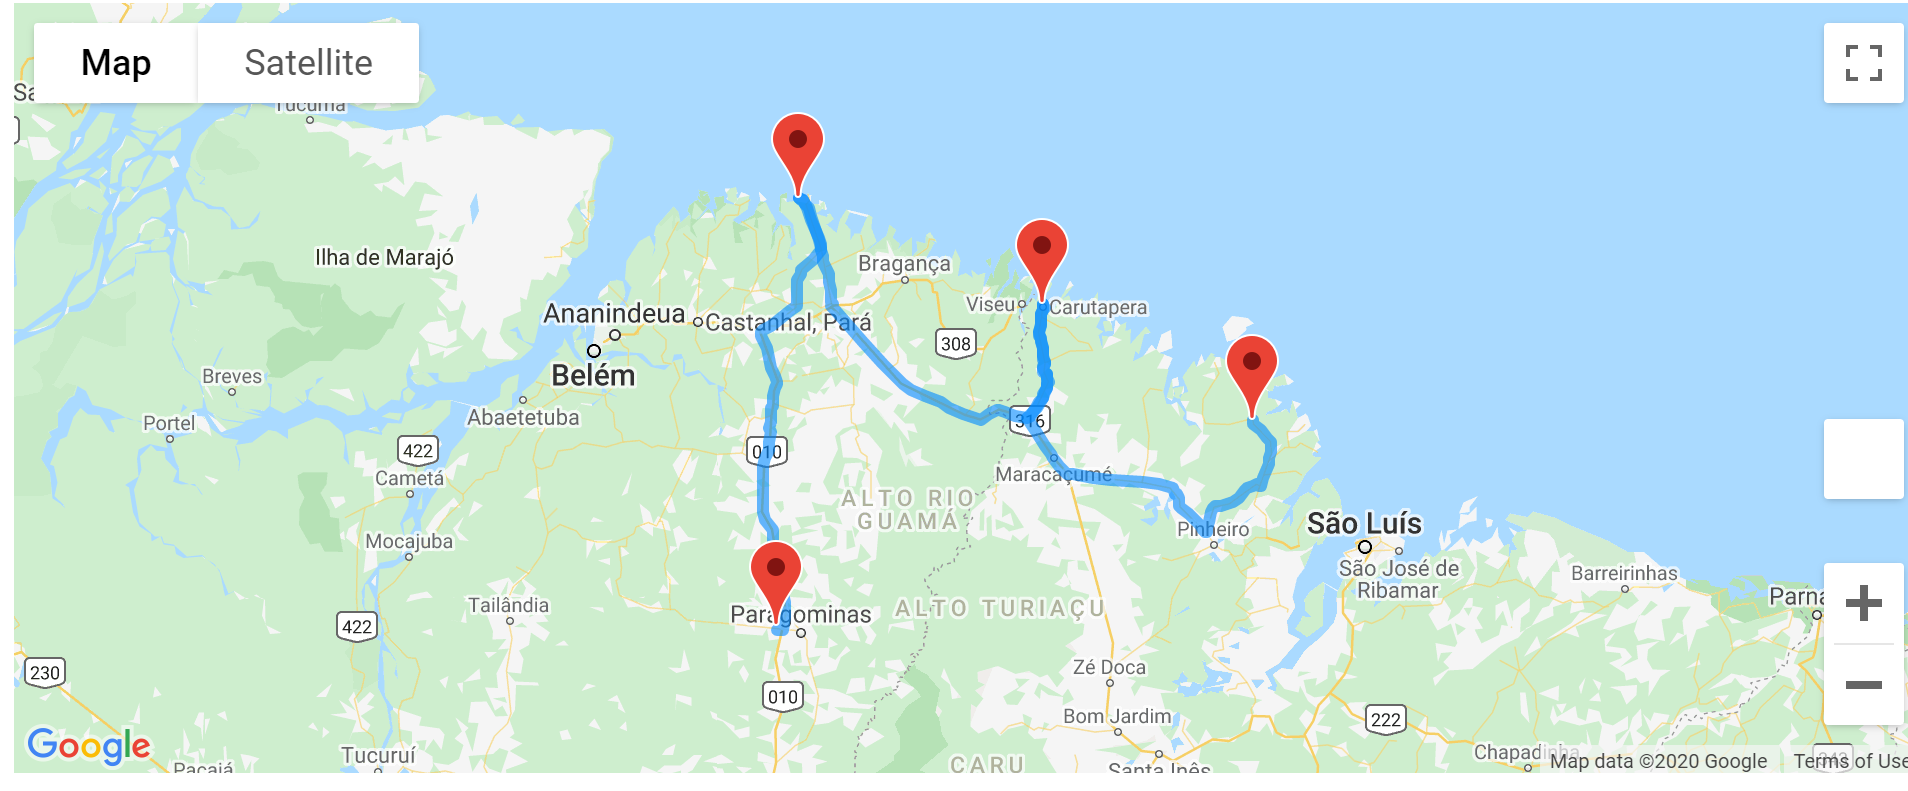 Map
Satellite
Sa
Tucumã
Ilha de Marajó
Bragança
Viseu
Carutapera
Ananindeua
Castanhal, Pará
308
Belém
Breves
Abaetetuba
Portel
316
422
010
Maracaçumé
Cametá
ALTO RIO
GUAMÁ
São Luís
Pinheiro
Mocajuba
São José de
Ribamar
Barreirinhas
Parna
Tailândia
Paragominas
ALTO TURIAÇU
422
230
Zé Doca
010
Bom Jardim
222
Google
Tucuruí
Chapadinha
Pacajá
CARU
Santa Inês
Map data ©2020 Google
Terms of Use